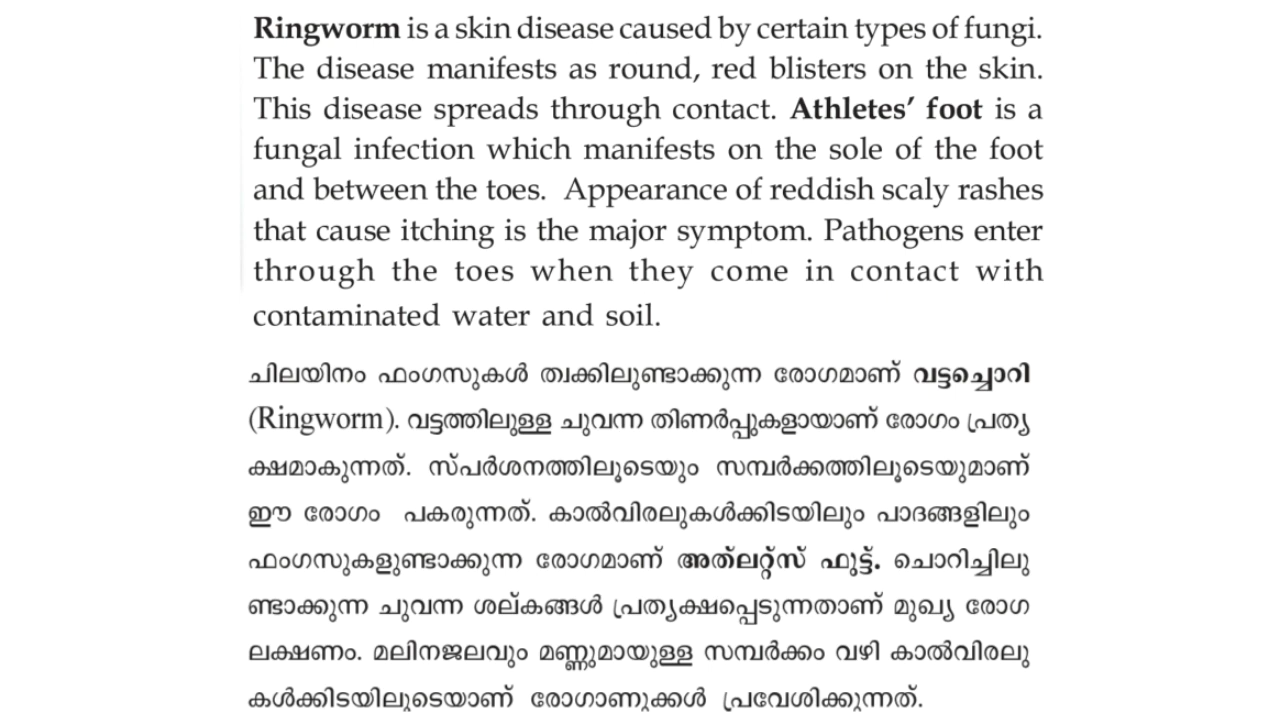 Ringworm is a skin disease caused by certain types of fungi.
The disease manifests as round, red blisters on the skin.
This disease spreads through contact. Athletes’ foot is a
fungal infection which manifests on the sole of the foot
and between the toes. Appearance of reddish scaly rashes
that cause itching is the major symptom. Pathogens enter
through the toes when they come in contact with
contaminated water and soil.
ചിലയിനം ഫംഗസുകൾ ത്വക്കിലുണ്ടാക്കുന്ന രോഗമാണ് വട്ടച്ചൊറി
(Ringworm). വട്ടത്തിലുള്ള ചുവന്ന തിണർപ്പുകളായാണ് രോഗം പ്രത്യ
ക്ഷമാകുന്നത്. സ്പർശനത്തിലൂടെയും സമ്പർക്കത്തിലൂടെയുമാണ്
ഈ രോഗം പകരുന്നത്. കാൽവിരലുകൾക്കിടയിലും പാദങ്ങളിലും
ഫംഗസുകളുണ്ടാക്കുന്ന രോഗമാണ് അത്‌ലറ്റ്സ് ഫുട്ട്. ചൊറിച്ചിലു
ണ്ടാക്കുന്ന ചുവന്ന ശല്കങ്ങൾ പ്രത്യക്ഷപ്പെടുന്നതാണ് മുഖ്യ രോഗ
ലക്ഷണം. മലിനജലവും മണ്ണുമായുള്ള സമ്പർക്കം വഴി കാൽവിരലു
കൾക്കിടയിലൂടെയാണ് രോഗാണുക്കൾ പ്രവേശിക്കുന്നത്.